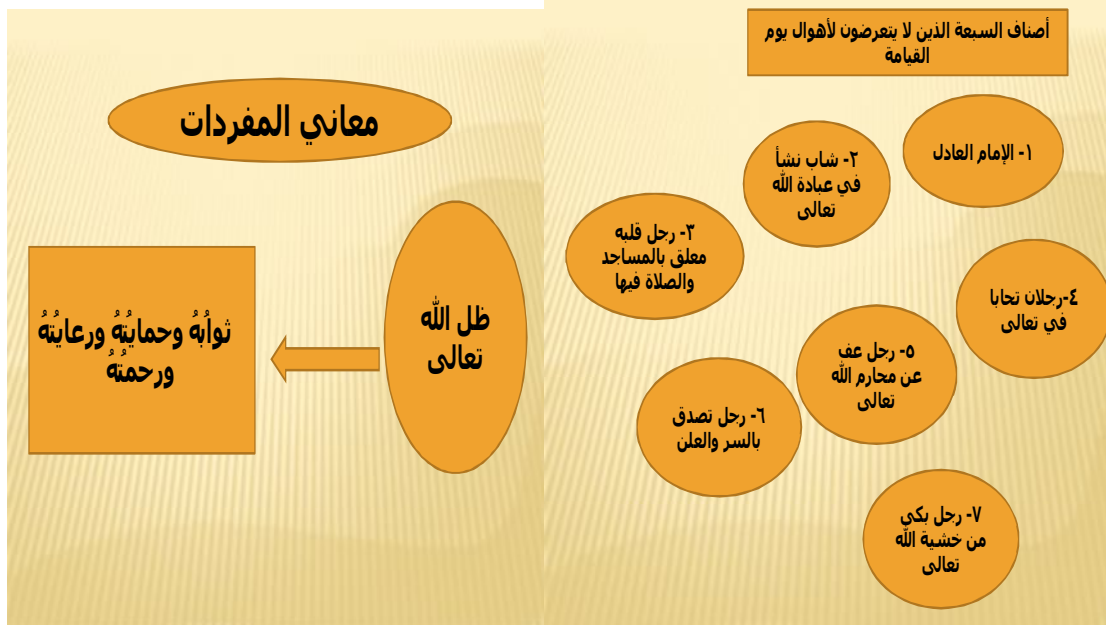 أصناف السبعة الذين لا يتعرضون لأهوال يوم
القيامة
١- الإمام العادل
٢- شاب نشأ
في عبادة الله
تعالى
٣- رجل قلبه
معلق بالمساجد
والصلاة فيها
٤-رجلان تحابا
في تعالى
٥- رجل عف
عن محارم الله
تعالى
٦- رجل تصدق
بالسر والعلن
٧- رجل بكى
من خشية الله
تعالى
معاني المفردات
ظل الله
تعالى
ثوابُهُ وحمايتُهُ ورعايتُهُ
ورحمتُهُ